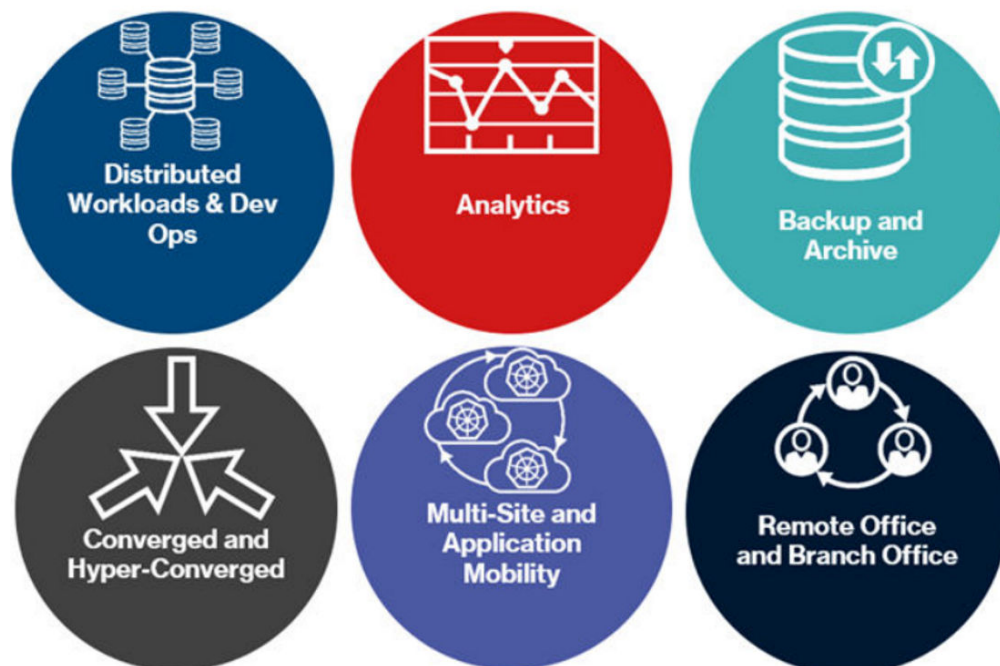 Distributed
Workloads & Dev
Ops
Analytics
Backup and
Archive
Converged and
Hyper-Converged
Multi-Site and
Application
Mobility
Remote Office
and Branch Office